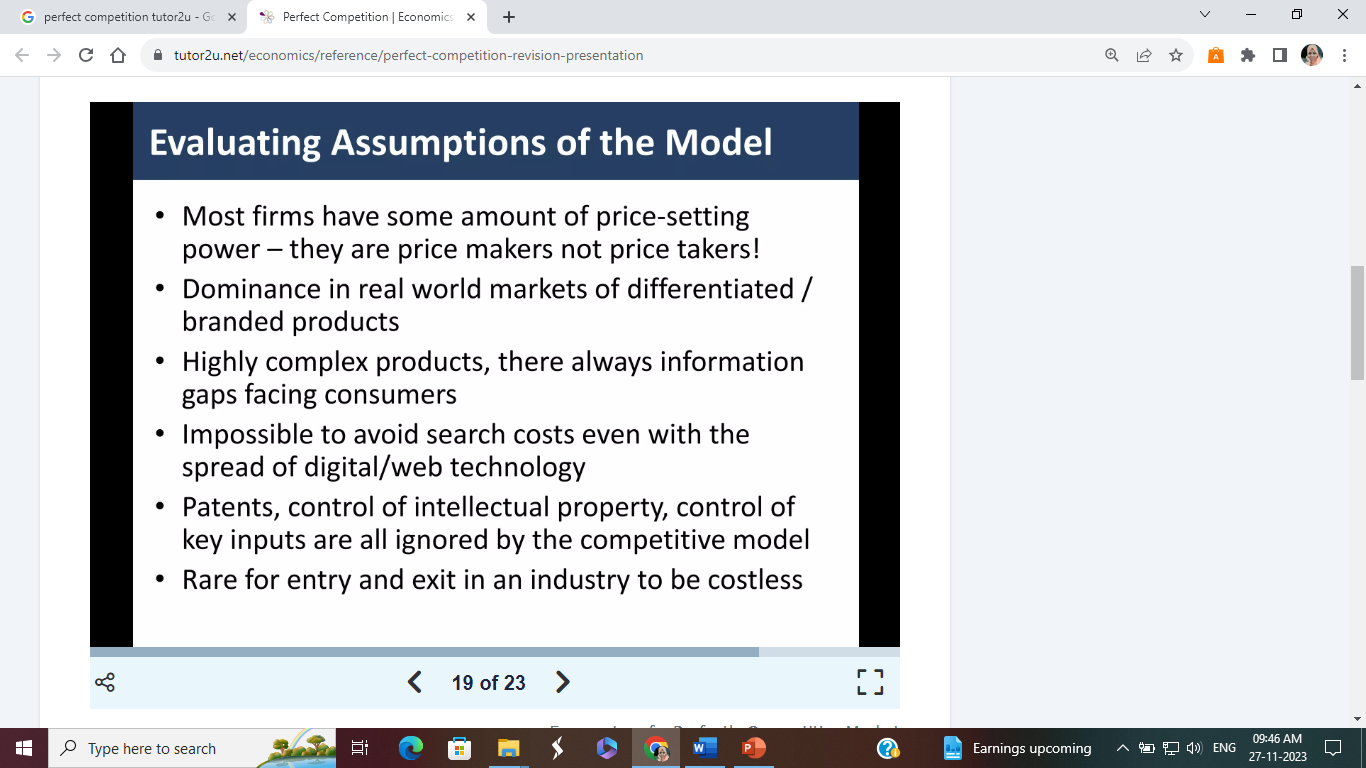 perfect competition tutor2u - Go
Perfect Competition | Economics
tutor2u.net/economics/reference/perfect-competition-revision-presentation
Evaluating Assumptions of the Model
• Most firms have some amount of price-setting
power – they are price makers not price takers!
• Dominance in real world markets of differentiated /
branded products
• Highly complex products, there always information
gaps facing consumers
• Impossible to avoid search costs even with the
spread of digital/web technology
• Patents, control of intellectual property, control of
key inputs are all ignored by the competitive model
• Rare for entry and exit in an industry to be costless
19 of 23
Type here to search
Earnings upcoming
ENG
09:46 AM
27-11-2023